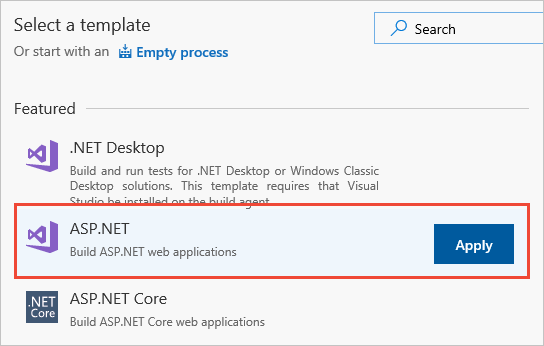 Select a template
Search
Or start with an Empty process
Featured
.NET Desktop
Build and run tests for .NET Desktop or Windows Classic
Desktop solutions. This template requires that Visual
Studio be installed on the build agent.
ASP.NET
Build ASP.NET web applications
Apply
.NET
Core
ASP.NET Core
Build ASP.NET Core web applications